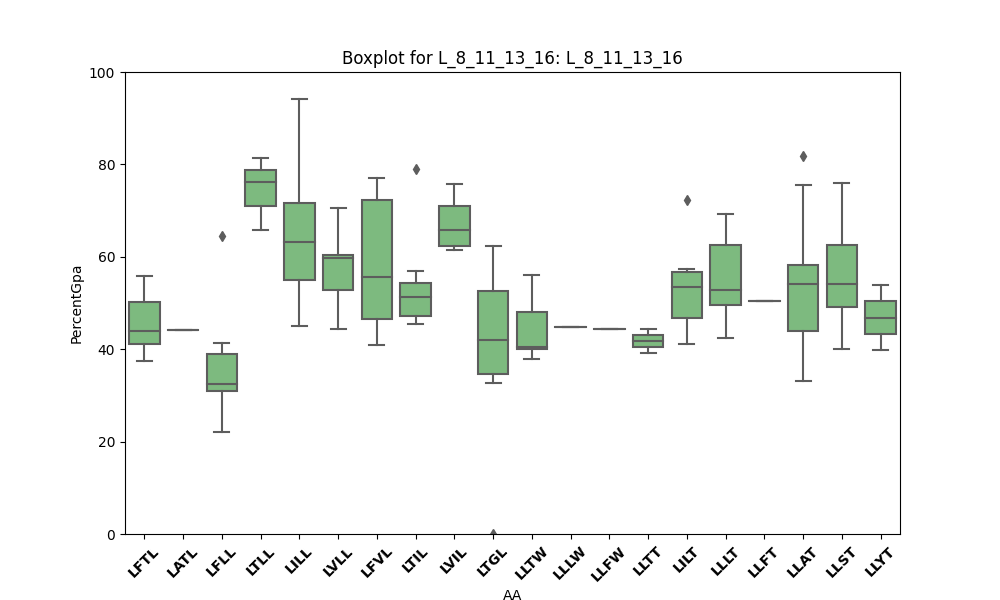 Boxplot for L_8_11_13_16: L_8_11_13_16
PercentGpa
100
80
60
40
20
0
LFTL LATL LFLL LTLL LILL LVLL LFVL LTIL LVIL LTGL LLTW LLLW LLFW LLTT LILT LLLT LLFT LLAT LLST LLYT
AA